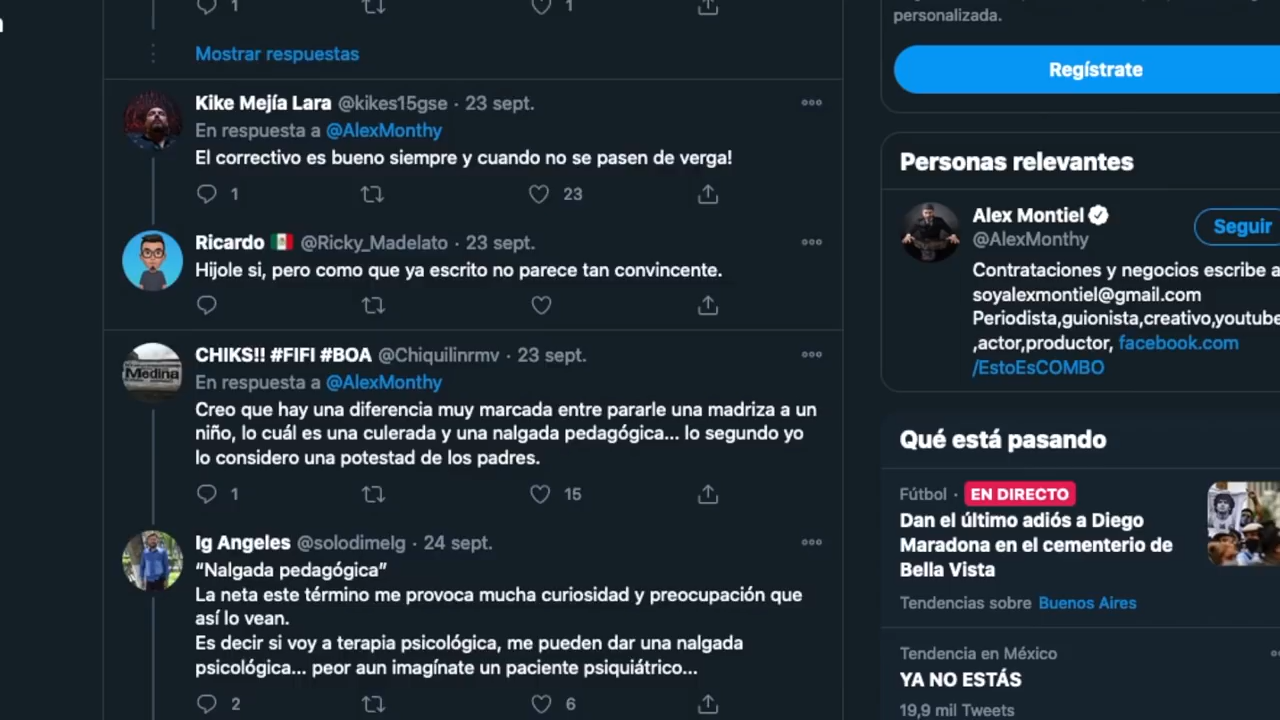 1 1
Mostrar respuestas
Kike Mejía Lara @kikes15gse · 23 sept.
En respuesta a @AlexMonthy
El correctivo es bueno siempre y cuando no se pasen de verga!
1 23
Ricardo 🇲🇽 @Ricky_Madelato · 23 sept.
Hijole si, pero como que ya escrito no parece tan convincente.
CHIKS!! #FIFI #BOA @Chiquilinrmv · 23 sept.
Medina
En respuesta a @AlexMonthy
Creo que hay una diferencia muy marcada entre pararle una madriza a un
niño, lo cuál es una culerada y una nalgada pedagógica... lo segundo yo
lo considero una potestad de los padres.
1 15
Ig Angeles @solodimelg · 24 sept.
“Nalgada pedagógica”
La neta este término me provoca mucha curiosidad y preocupación que
así lo vean.
Es decir si voy a terapia psicológica, me pueden dar una nalgada
psicológica... peor aun imagínate un paciente psiquiátrico...
2 6
personalizada.
Regístrate
Personas relevantes
Alex Montiel
@AlexMonthy
Seguir
Contrataciones y negocios escribe a
soyalexmontiel@gmail.com
Periodista,guionista,creativo,youtube
,actor,productor, facebook.com
/EstoEsCOMBO
Qué está pasando
Fútbol · EN DIRECTO
Dan el último adiós a Diego
Maradona en el cementerio de
Bella Vista
Tendencias sobre Buenos Aires
Tendencia en México
YA NO ESTÁS
19,9 mil Tweets